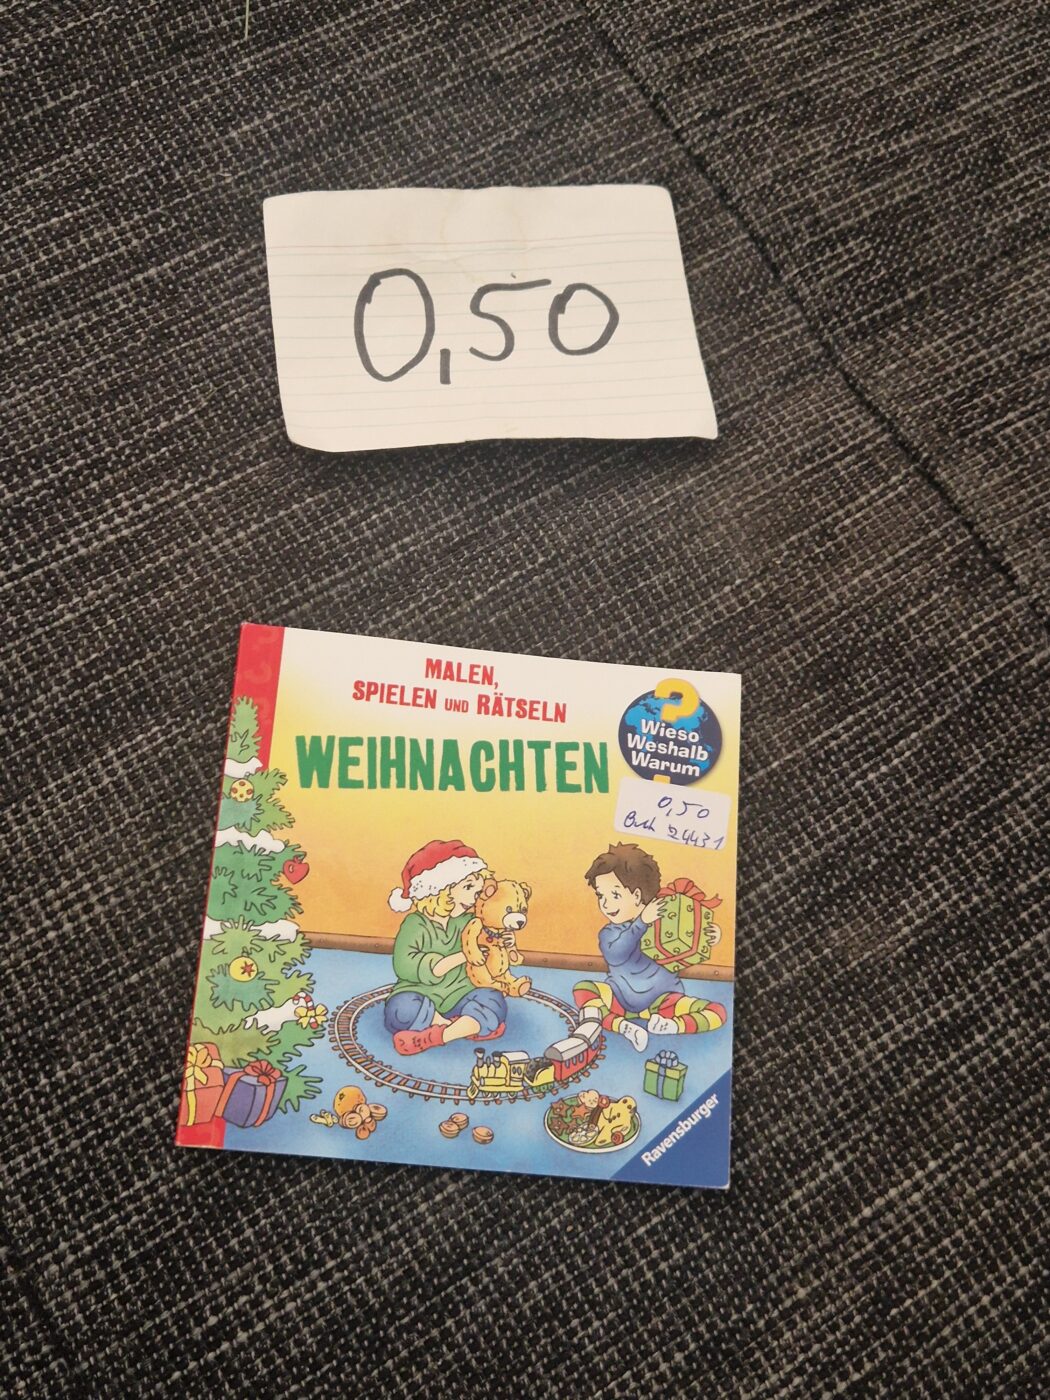 0,50
MALEN,
SPIELEN UND RÄTSELN
WEIHNACHTEN
?
Wieso
Weshalb
Warum
0,50
Ravensburger